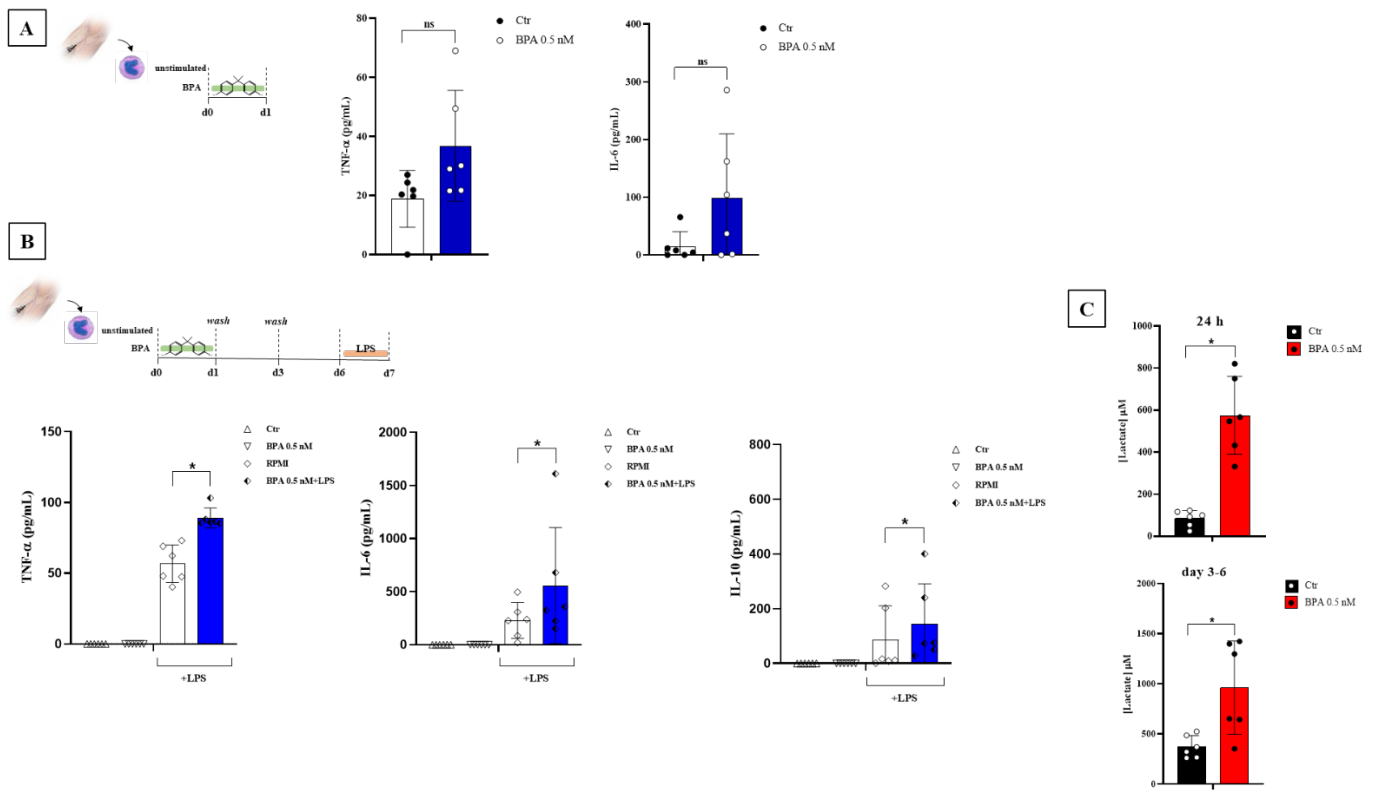 A
unstimulated
BPA
d0
d1
TNF-α (pg/mL)
80
60
40
20
0
ns
Ctr
BPA 0.5 nM
IL-6 (pg/mL)
400
300
200
100
0
ns
Ctr
BPA 0.5 nM
B
unstimulated
BPA
wash
wash
LPS
d0
d1
d3
d6
d7
TNF-α (pg/mL)
150
100
50
0
*
+LPS
Ctr
BPA 0.5 nM
RPMI
BPA 0.5 nM+LPS
IL-6 (pg/mL)
2000
1500
1000
500
0
*
+LPS
Ctr
BPA 0.5 nM
RPMI
BPA 0.5 nM+LPS
IL-10 (pg/mL)
800
600
400
200
0
*
+LPS
Ctr
BPA 0.5 nM
RPMI
BPA 0.5 nM+LPS
C
24 h
[Lactate] µM
1000
800
600
400
200
0
*
Ctr
BPA 0.5 nM
day 3-6
[Lactate] µM
1500
1000
500
0
*
Ctr
BPA 0.5 nM